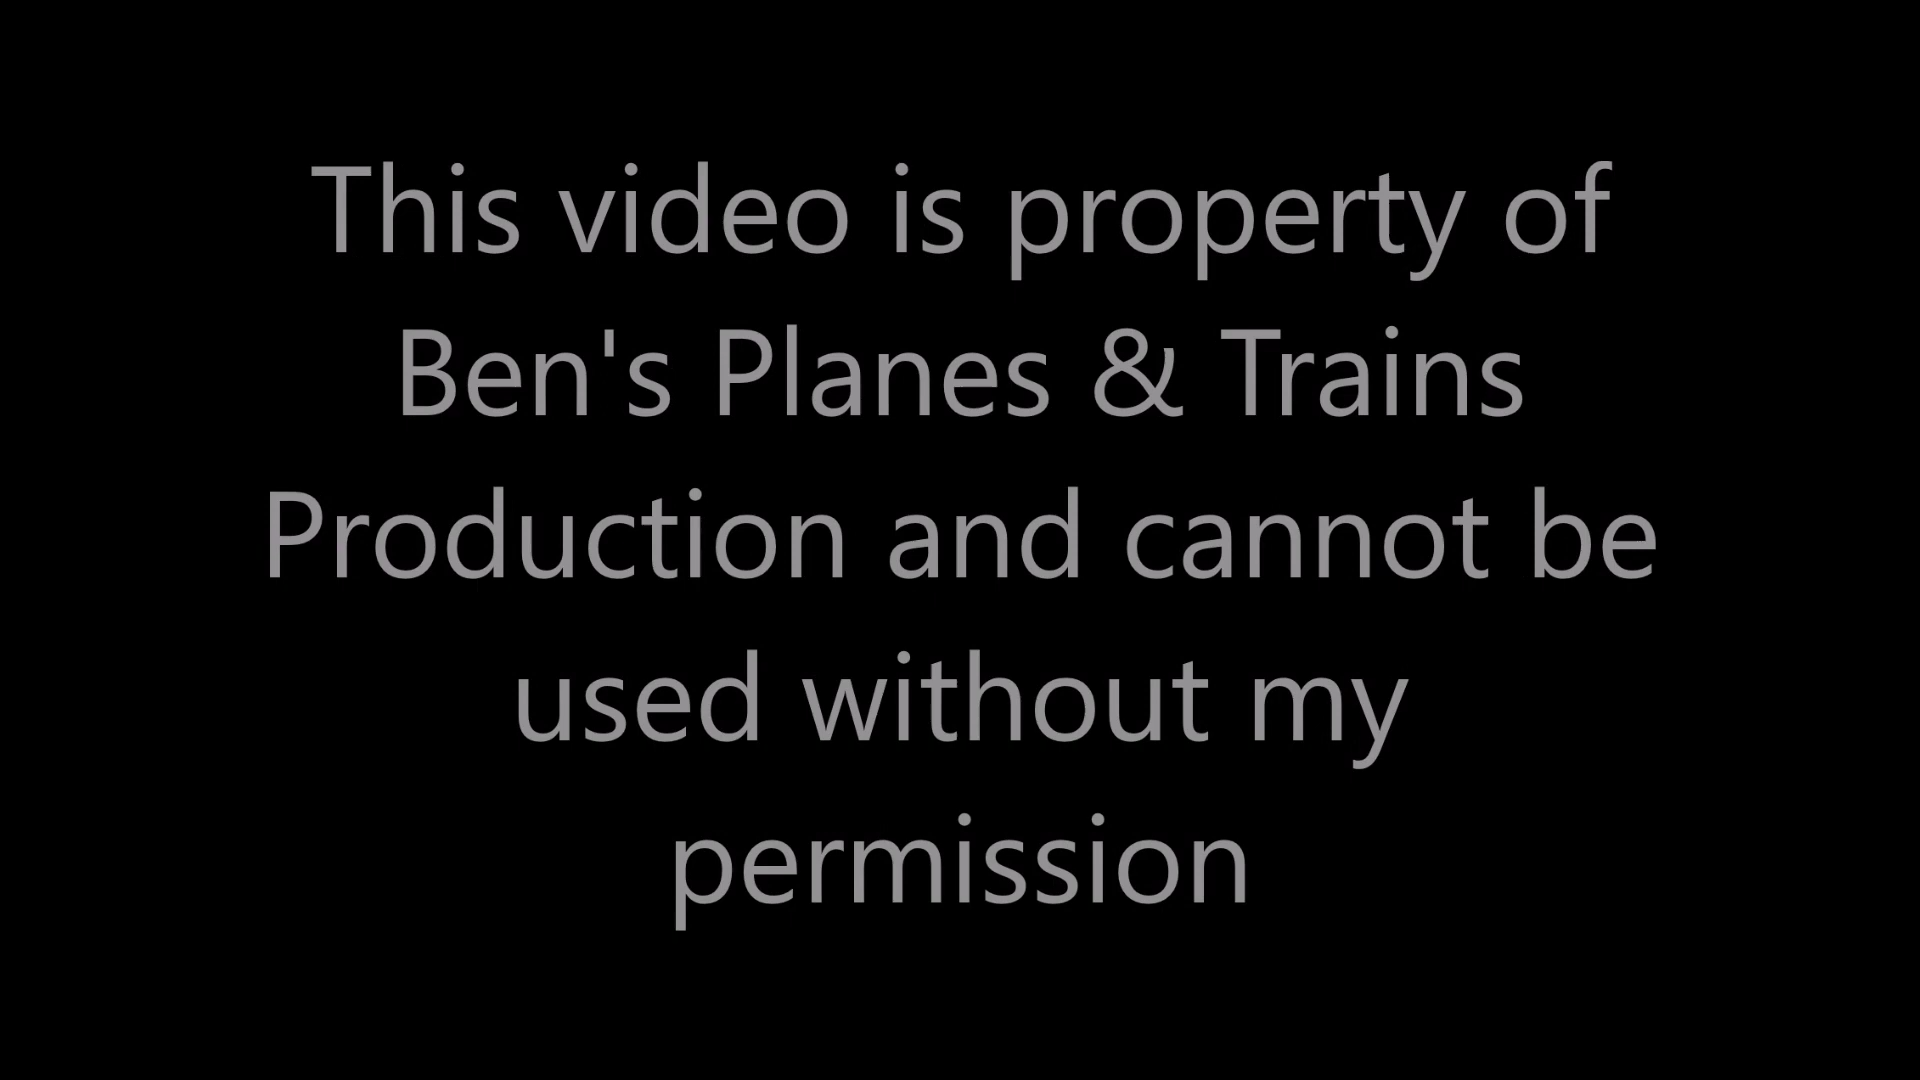 This video is property of
Ben's Planes & Trains
Production and cannot be
used without my
permission